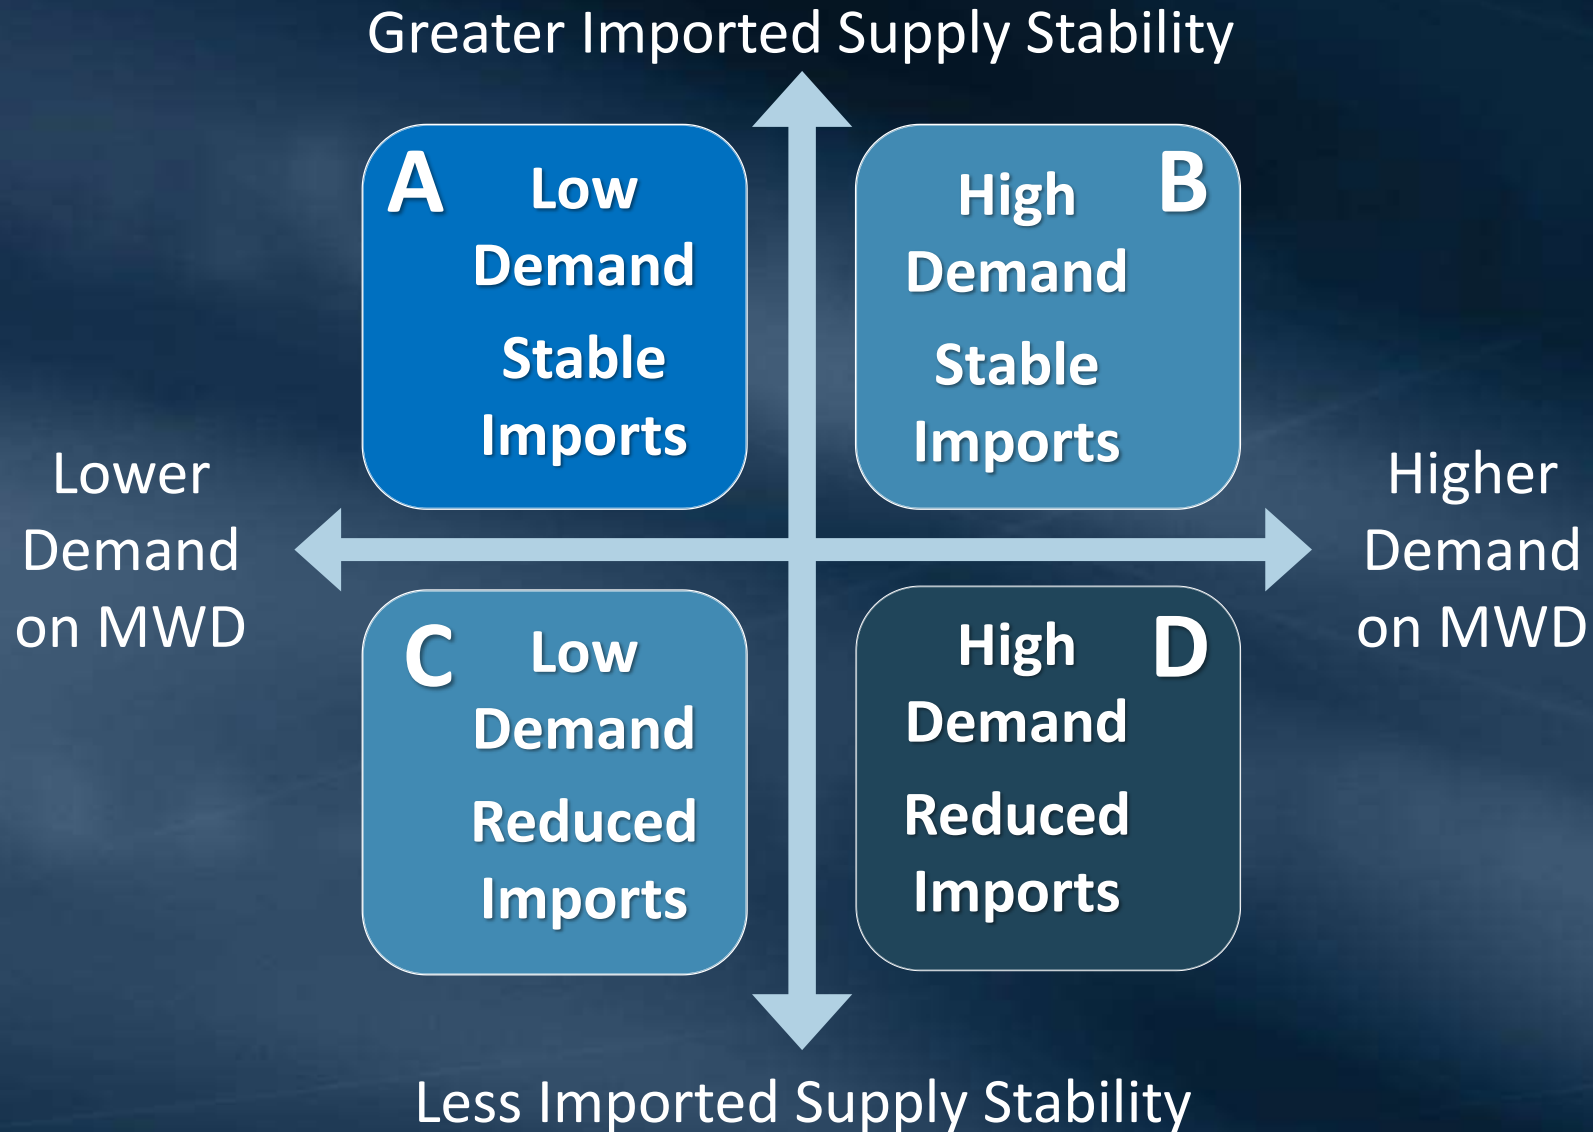 Greater Imported Supply Stability
A
Low
Demand
Stable
Imports
B
High
Demand
Stable
Imports
Lower
Demand
on MWD
Higher
Demand
on MWD
C
Low
Demand
Reduced
Imports
D
High
Demand
Reduced
Imports
Less Imported Supply Stability